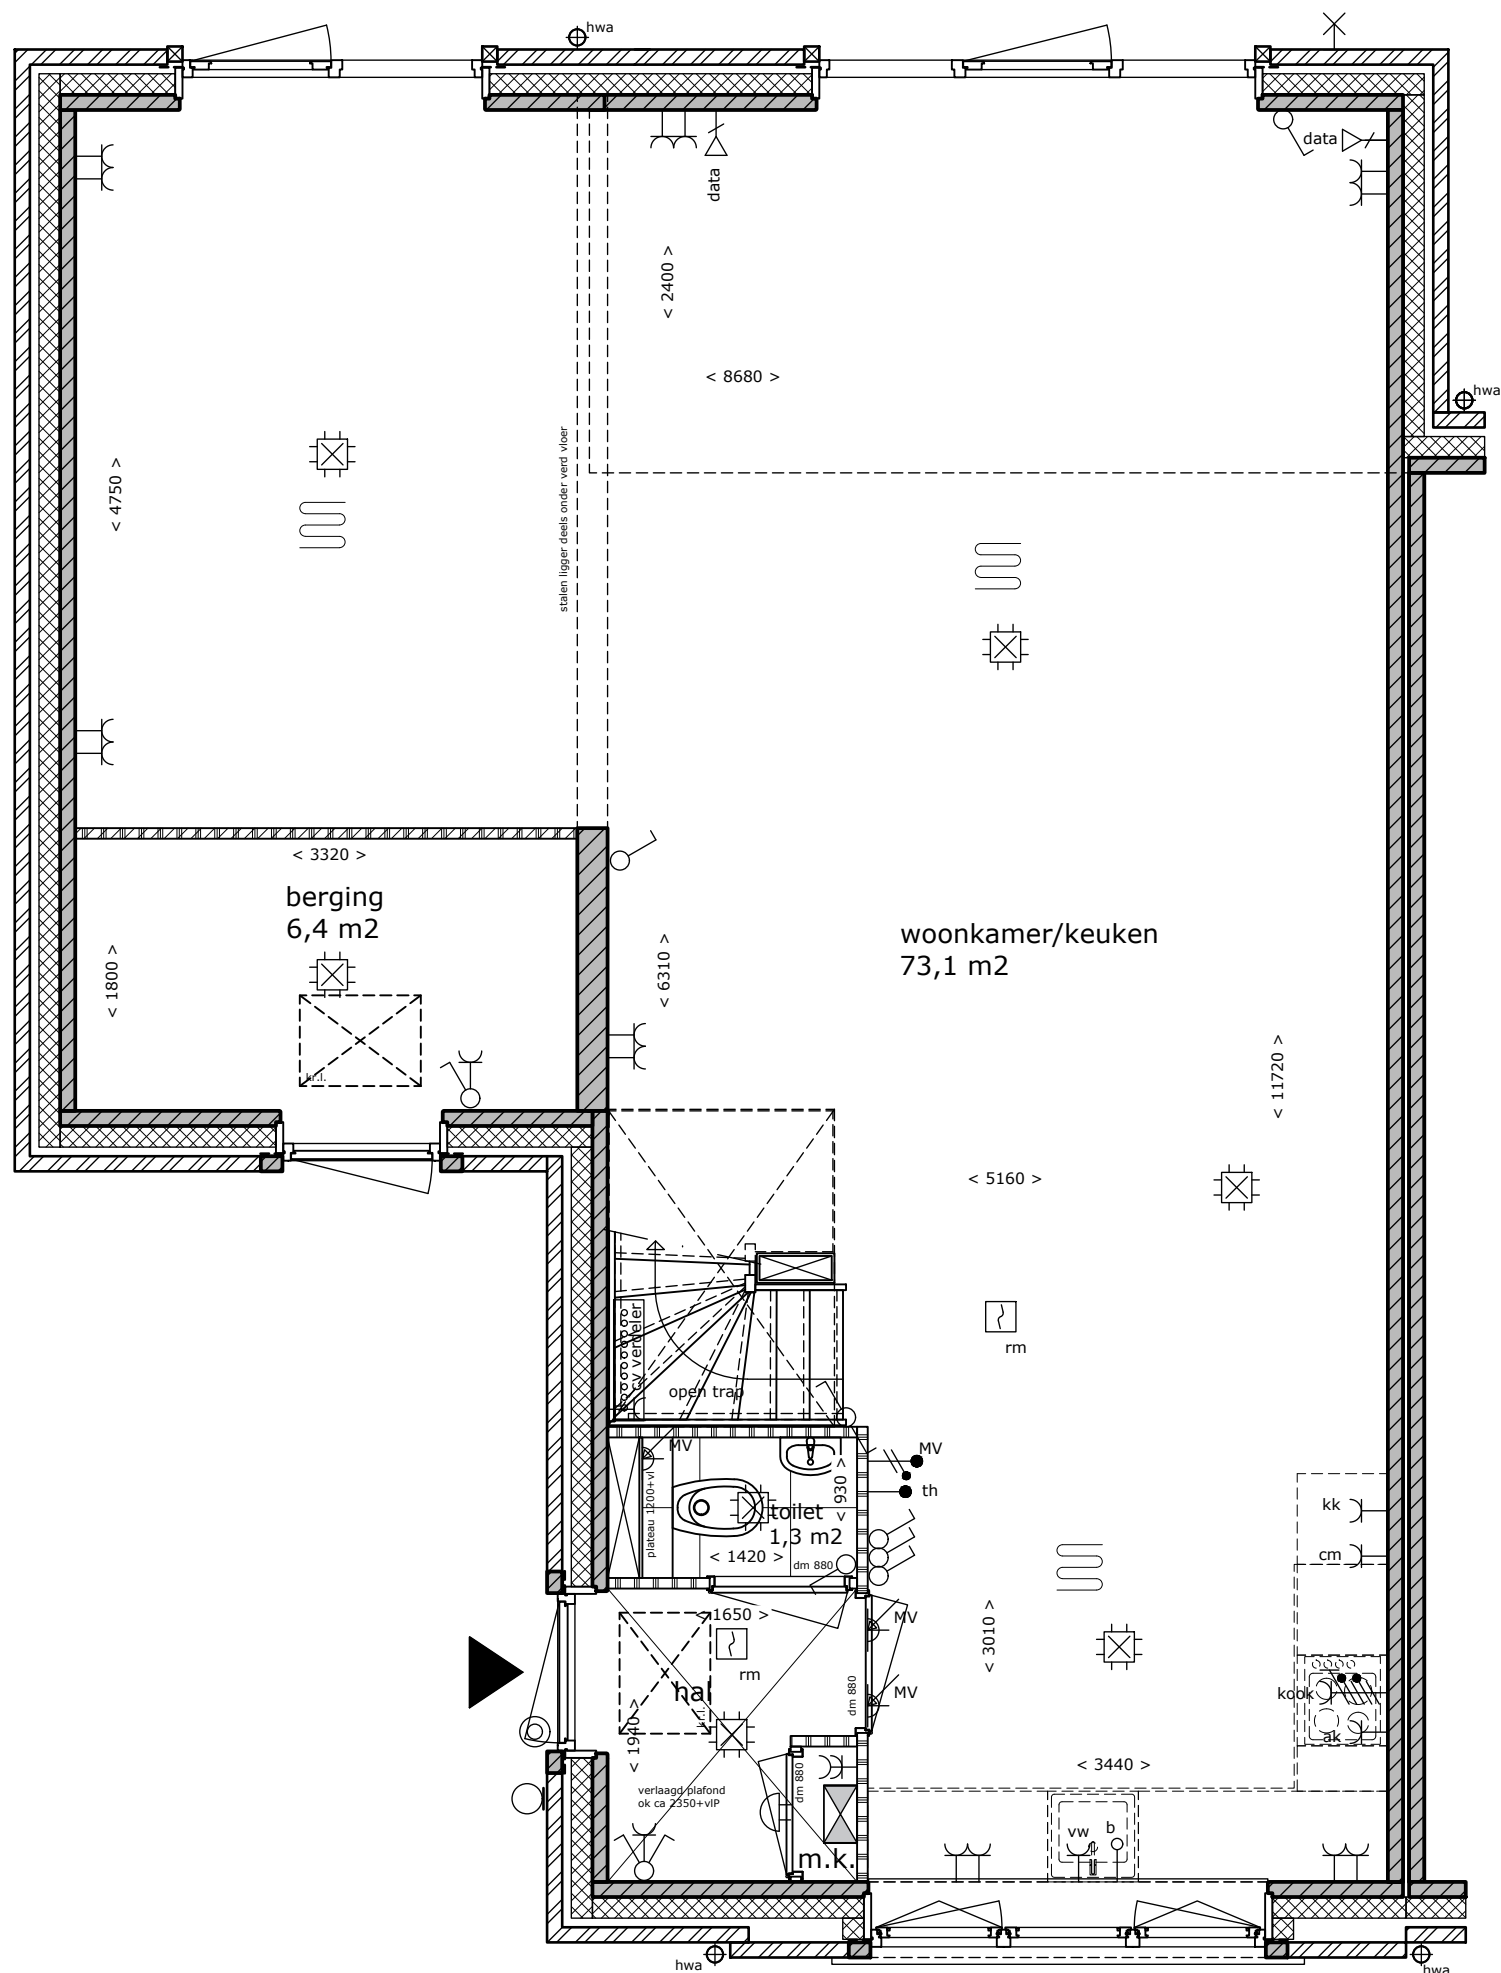 hwa
data
data
< 2400 >
< 8680 >
hwa
< 4750 >
stalen ligger deels onder verd vloer
< 3320 >
berging
6,4 m2
woonkamer/keuken
73,1 m2
< 1800 >
< 6310 >
kr.l.
< 11720 >
< 5160 >
cv verdeler
rm
open trap
MV
MV
plateau 1200+vl
< 930 >
th
toilet
1,3 m2
kk
< 1420 >
dm 880
cm
< 1650 >
MV
< 3010 >
rm
hal
kr.l.
dm 880
MV
kook
< 1940 >
ak
< 3440 >
verlaagd plafond
ok ca 2350+vlP
dm 880
vw
b
m.k.
hwa
hwa